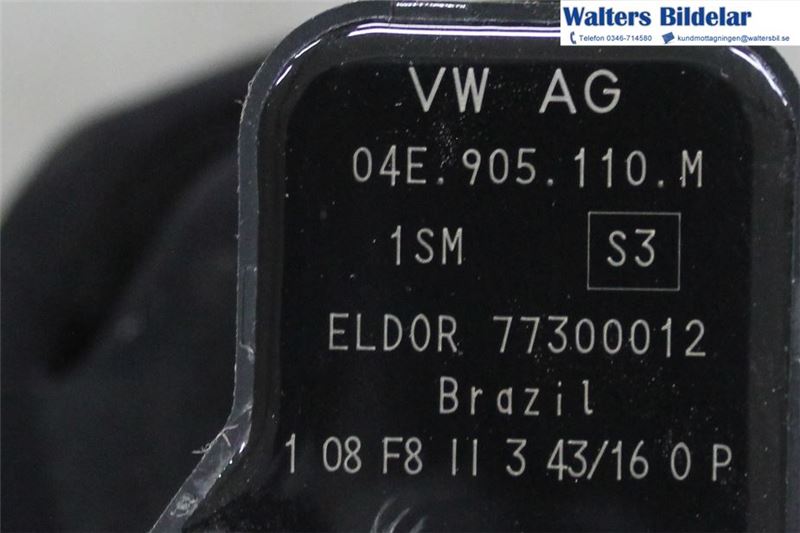 Walters Bildelar
Telefon 0346-714580 kundmottagningen@waltersbil.se
VW AG
04E.905.110.M
1SM S3
ELDOR 77300012
Brazil
1 08 F8 II 3 43/16 0 P